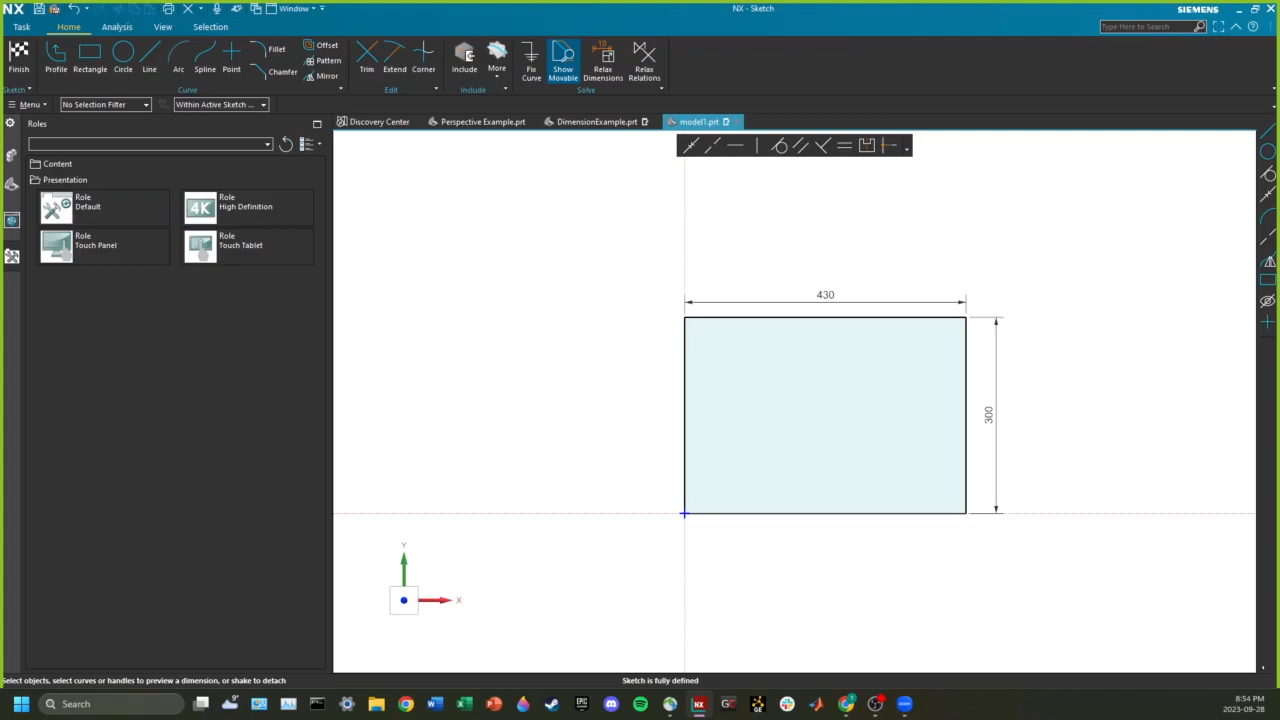 NX
Window
NX - Sketch
SIEMENS
Task Home Analysis View Selection
Type Here to Search
Finish Profile Rectangle Circle Line Arc Spline Point
Fillet
Chamfer
Offset
Pattern
Mirror
Trim Extend Corner
Include More
Fix Curve
Show Movable
Relax Dimensions
Relax Relations
Sketch Curve Edit Include Solve
Menu No Selection Filter Within Active Sketch ...
Roles
Discovery Center Perspective Example.prt DimensionExample.prt model1.prt
Content
Presentation
Role
Default
Role
High Definition
4K
Role
Touch Panel
Role
Touch Tablet
430
300
Y
X
Select objects, select curves or handles to preview a dimension, or shake to detach
Sketch is fully defined
Search
8:54 PM
2023-09-28